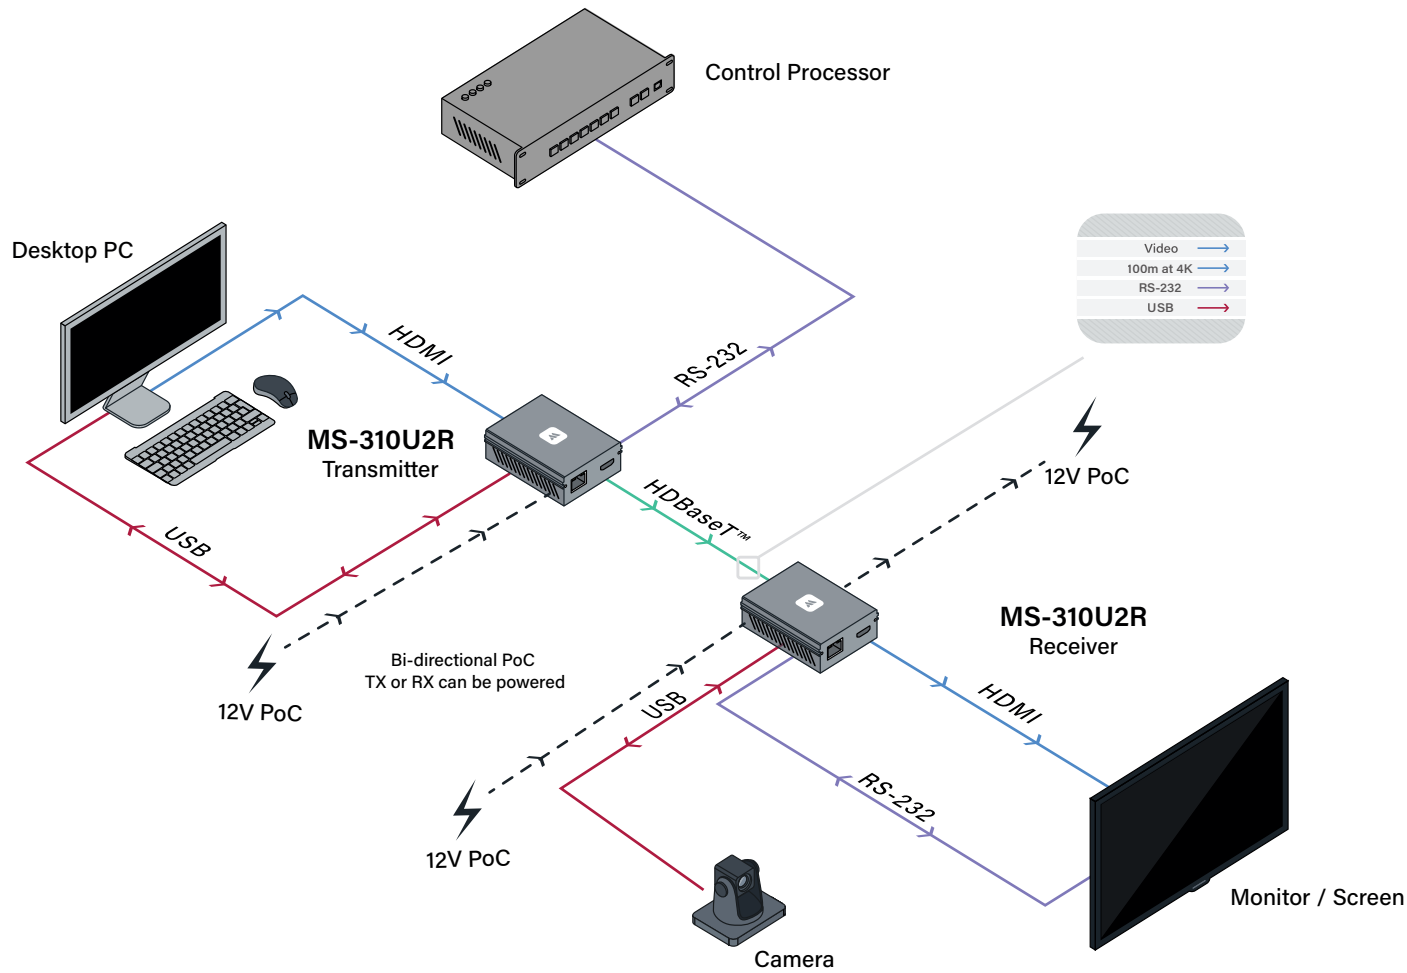 Control Processor
Desktop PC
Video
100m at 4K
RS-232
USB
HDMI
RS-232
MS-310U2R
Transmitter
12V PoC
HDBaseT™
USB
MS-310U2R
Receiver
Bi-directional PoC
TX or RX can be powered
12V PoC
USB
HDMI
RS-232
12V PoC
Monitor / Screen
Camera